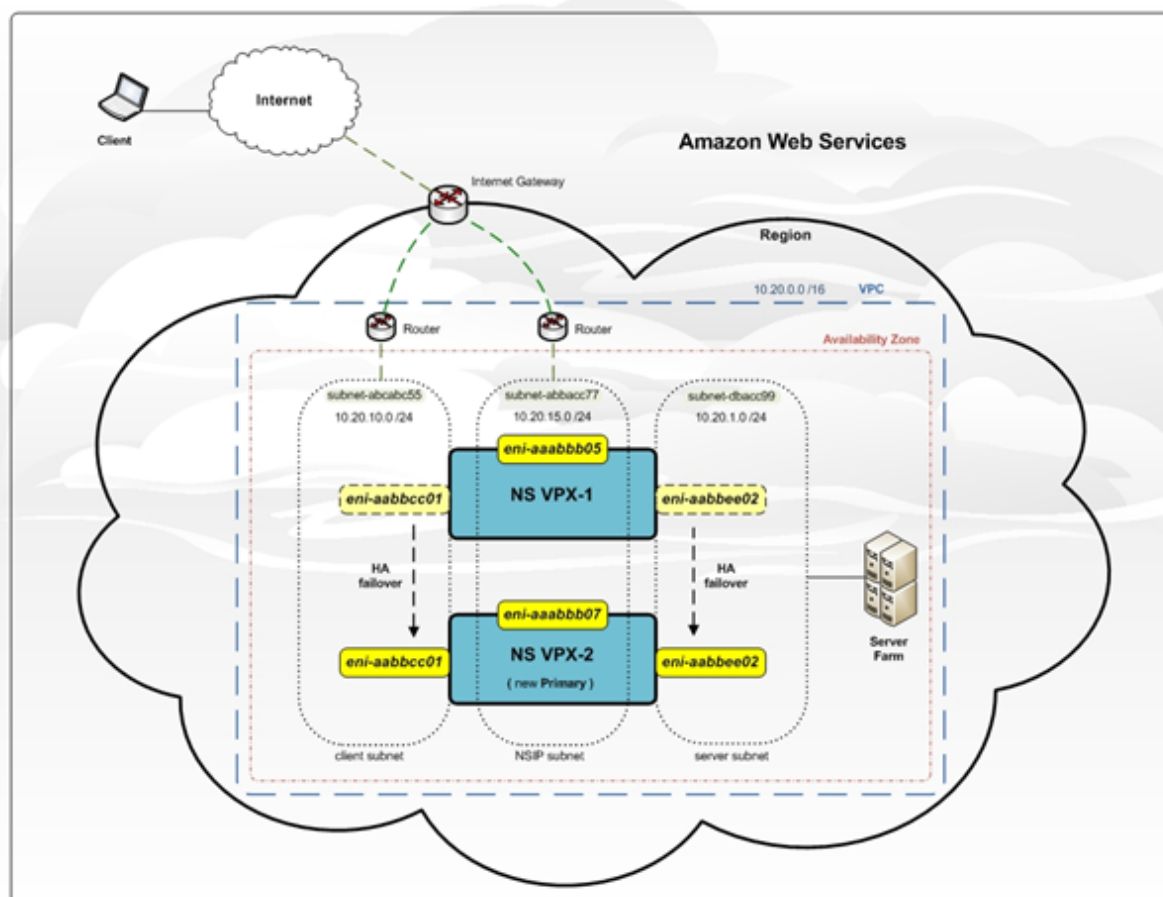 Internet
Client
Amazon Web Services
Internet Gateway
Region
10.20.0.0 /16 VPC
Router
Router
Availability Zone
subnet-abcabc55
10.20.10.0 /24
subnet-abbacc77
10.20.15.0 /24
subnet-dbacc99
10.20.1.0 /24
eni-aaabbb05
NS VPX-1
eni-aabbcc01
eni-aabbee02
HA
failover
HA
failover
eni-aaabbb07
NS VPX-2
( new Primary )
eni-aabbcc01
eni-aabbee02
Server
Farm
client subnet
NSIP subnet
server subnet